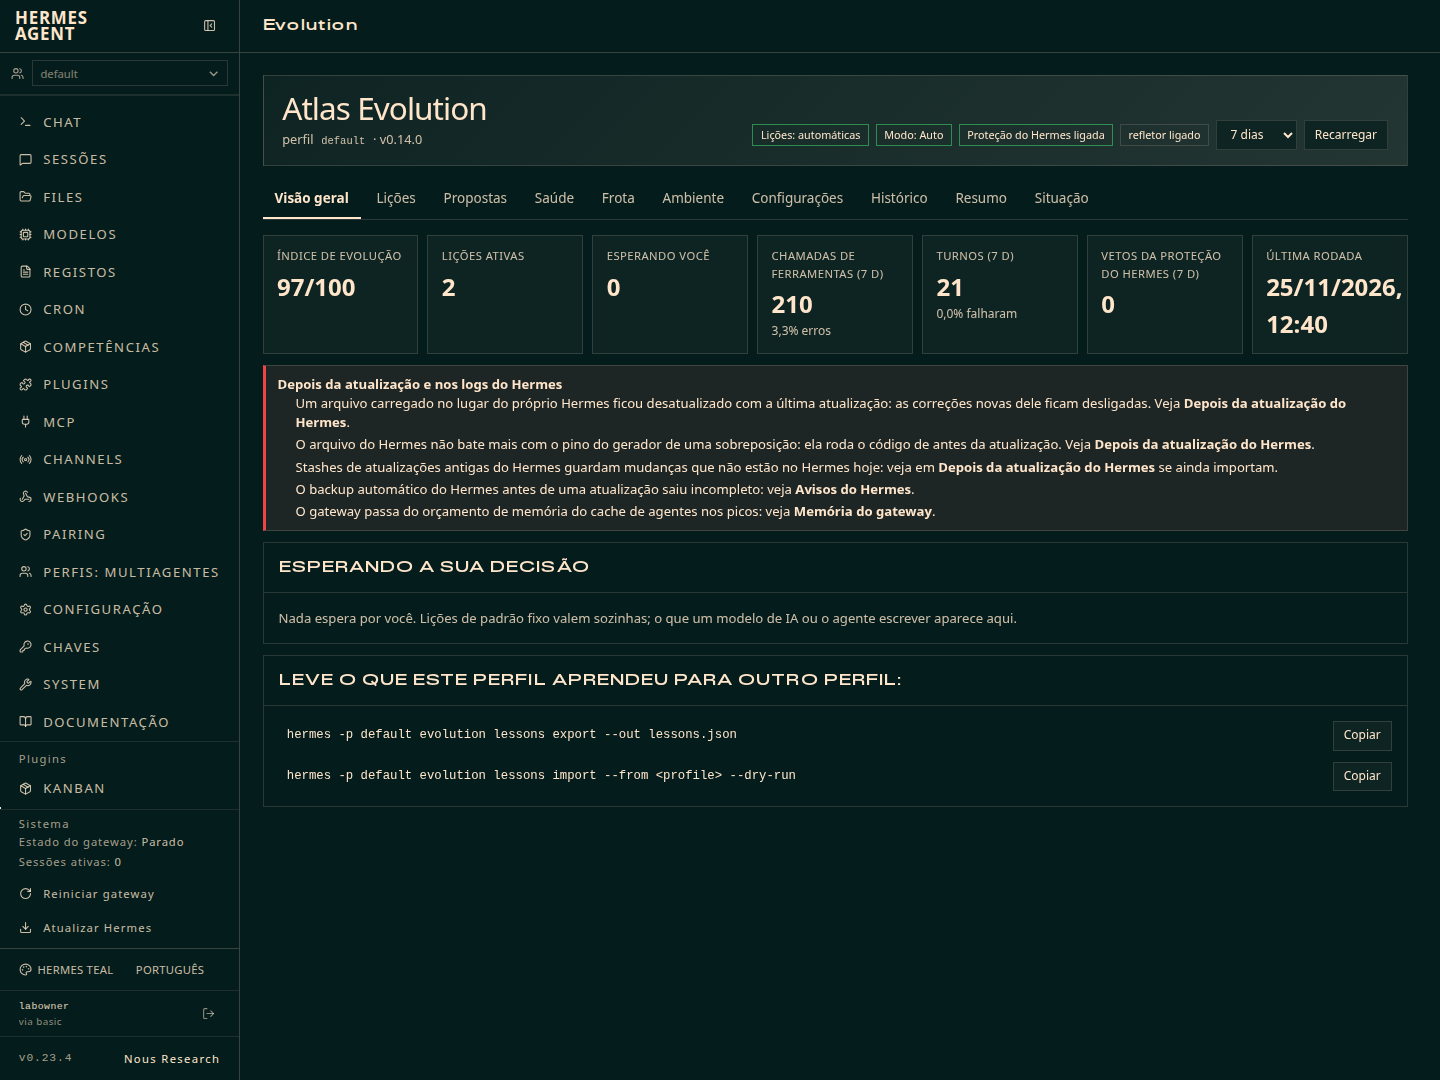 HERMES
AGENT
default
CHAT
SESSÕES
FILES
MODELOS
REGISTOS
CRON
COMPETÊNCIAS
PLUGINS
MCP
CHANNELS
WEBHOOKS
PAIRING
PERFIS: MULTIAGENTES
CONFIGURAÇÃO
CHAVES
SYSTEM
DOCUMENTAÇÃO
Plugins
KANBAN
Sistema
Estado do gateway: Parado
Sessões ativas: 0
Reiniciar gateway
Atualizar Hermes
HERMES TEAL PORTUGUÊS
labowner
via basic
v0.23.4 Nous Research
Evolution
Atlas Evolution
perfil default · v0.14.0
Lições: automáticas Modo: Auto Proteção do Hermes ligada refletor ligado 7 dias Recarregar
Visão geral Lições Propostas Saúde Frota Ambiente Configurações Histórico Resumo Situação
ÍNDICE DE EVOLUÇÃO
97/100
LIÇÕES ATIVAS
2
ESPERANDO VOCÊ
0
CHAMADAS DE
FERRAMENTAS (7 D)
210
3,3% erros
TURNOS (7 D)
21
0,0% falharam
VETOS DA PROTEÇÃO
DO HERMES (7 D)
0
ÚLTIMA RODADA
25/11/2026,
12:40
Depois da atualização e nos logs do Hermes
Um arquivo carregado no lugar do próprio Hermes ficou desatualizado com a última atualização: as correções novas dele ficam desligadas. Veja Depois da atualização do
Hermes.
O arquivo do Hermes não bate mais com o pino do gerador de uma sobreposição: ela roda o código de antes da atualização. Veja Depois da atualização do Hermes.
Stashes de atualizações antigas do Hermes guardam mudanças que não estão no Hermes hoje: veja em Depois da atualização do Hermes se ainda importam.
O backup automático do Hermes antes de uma atualização saiu incompleto: veja Avisos do Hermes.
O gateway passa do orçamento de memória do cache de agentes nos picos: veja Memória do gateway.
ESPERANDO A SUA DECISÃO
Nada espera por você. Lições de padrão fixo valem sozinhas; o que um modelo de IA ou o agente escrever aparece aqui.
LEVE O QUE ESTE PERFIL APRENDEU PARA OUTRO PERFIL:
hermes -p default evolution lessons export --out lessons.json Copiar
hermes -p default evolution lessons import --from <profile> --dry-run Copiar